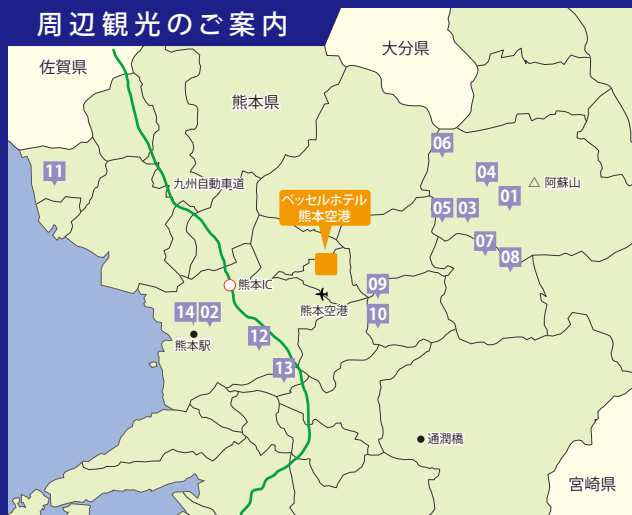 周辺観光のご案内
佐賀県
大分県
熊本県
06
04
11
九州自動車道
01
阿蘇山
ベッセルホテル
熊本空港
05
03
07
08
熊本IC
09
熊本空港
14
02
10
熊本駅
12
13
通潤橋
宮崎県